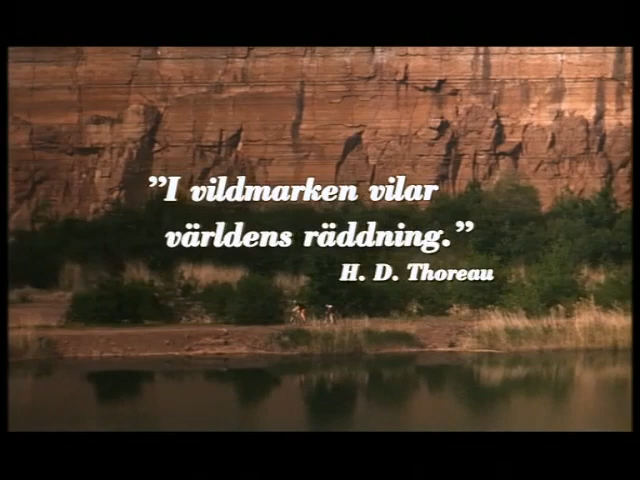 ”I vildmarken vilar
världens räddning.”
H. D. Thoreau